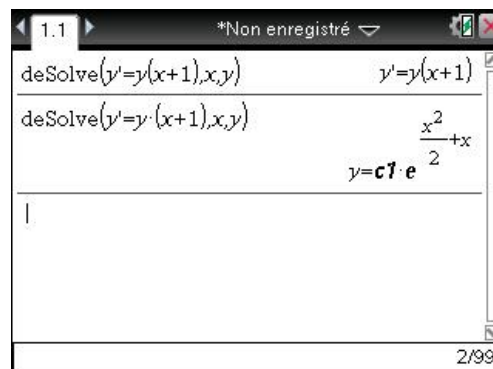 1.1 *Non enregistré
deSolve(y'=y(x+1),x,y) y'=y(x+1)
deSolve(y'=y·(x+1),x,y) y=c1·e^(x^2/2+x)
2/99